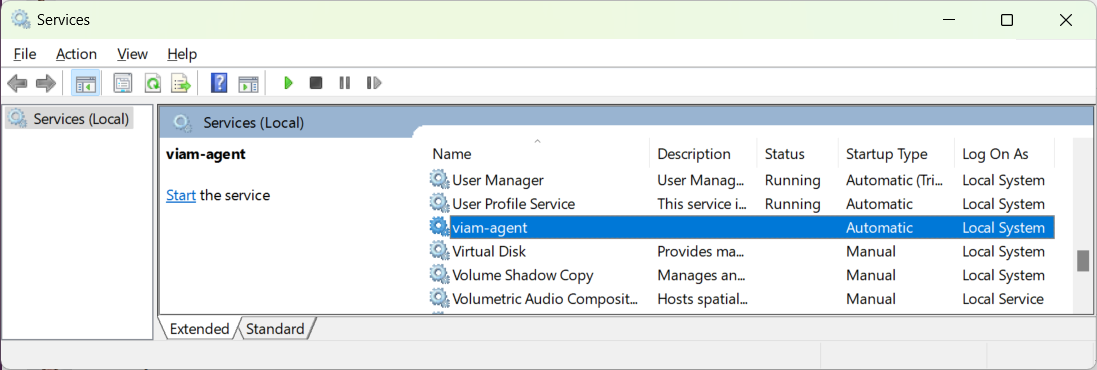 Services
File Action View Help
Services (Local)
Services (Local)
viam-agent
Start the service
Name Description Status Startup Type Log On As
User Manager User Manag... Running Automatic (Tri... Local System
User Profile Service This service i... Running Automatic Local System
viam-agent Automatic Local System
Virtual Disk Provides ma... Manual Local System
Volume Shadow Copy Manages an... Manual Local System
Volumetric Audio Composit... Hosts spatial... Manual Local Service
Extended Standard